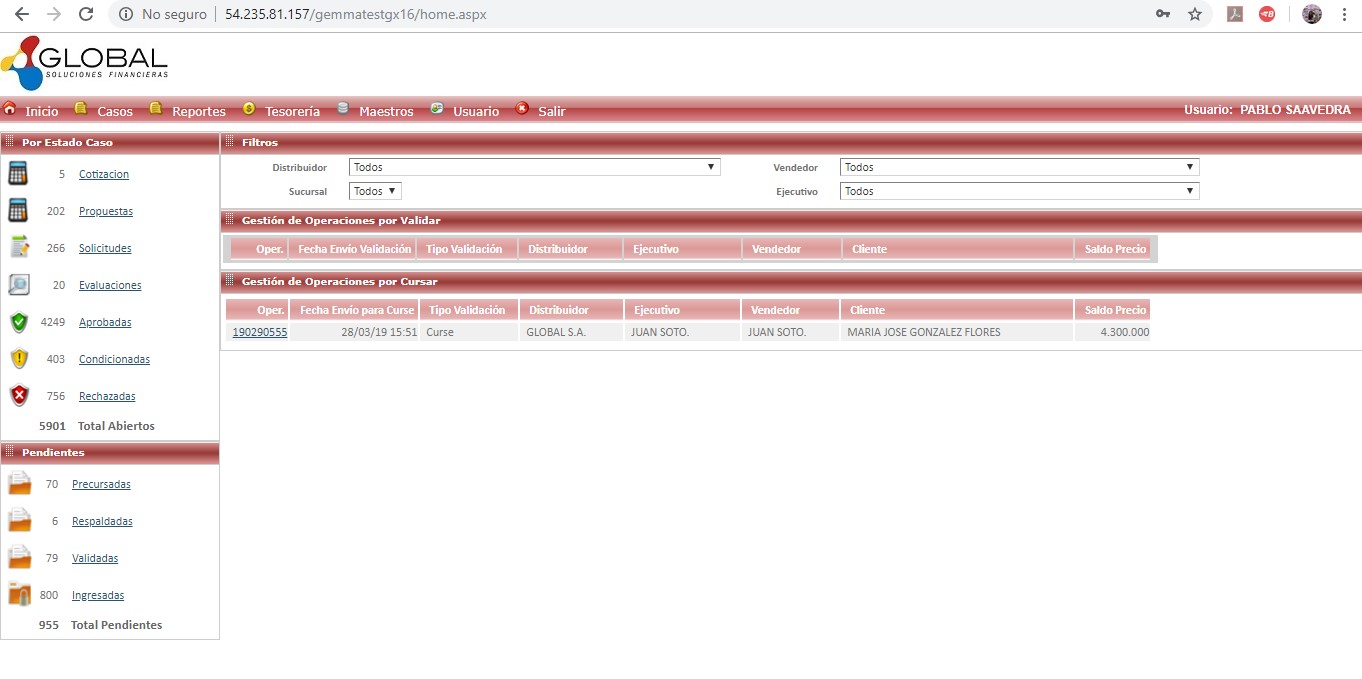 No seguro 54.235.81.157/gemmatestgx16/home.aspx
GLOBAL
SOLUCIONES FINANCIERAS
Inicio Casos Reportes Tesorería Maestros Usuario Salir Usuario: PABLO SAAVEDRA
Por Estado Caso
5 Cotizacion
202 Propuestas
266 Solicitudes
20 Evaluaciones
4249 Aprobadas
403 Condicionadas
756 Rechazadas
5901 Total Abiertos
Pendientes
70 Precursadas
6 Respaldadas
79 Validadas
800 Ingresadas
955 Total Pendientes
Filtros
Distribuidor Todos Vendedor Todos
Sucursal Todos Ejecutivo Todos
Gestión de Operaciones por Validar
Oper. Fecha Envío Validación Tipo Validación Distribuidor Ejecutivo Vendedor Cliente Saldo Precio
Gestión de Operaciones por Cursar
Oper. Fecha Envío para Curse Tipo Validación Distribuidor Ejecutivo Vendedor Cliente Saldo Precio
190290555 28/03/19 15:51 Curse GLOBAL S.A. JUAN SOTO. JUAN SOTO. MARIA JOSE GONZALEZ FLORES 4.300.000